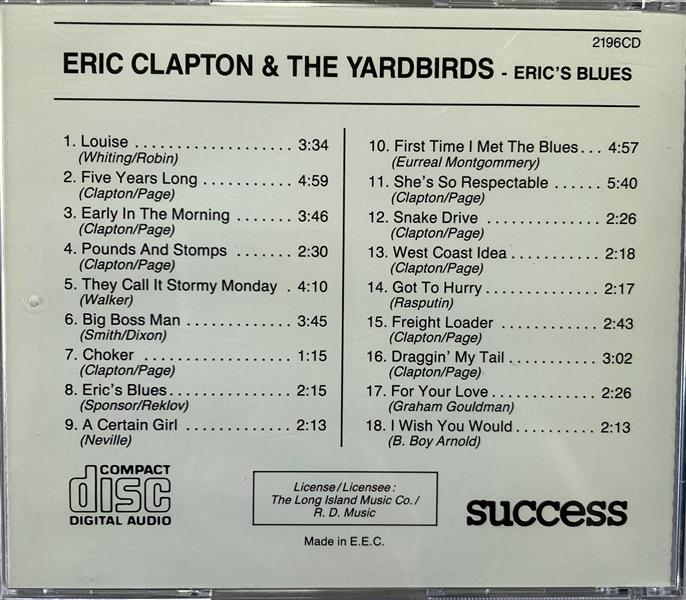 2196CD
ERIC CLAPTON & THE YARDBIRDS - ERIC'S BLUES
1. Louise . . . . . . . . . . . . . . . . . . . 3:34
(Whiting/Robin)
2. Five Years Long . . . . . . . . . . . 4:59
(Clapton/Page)
3. Early In The Morning . . . . . . . 3:46
(Clapton/Page)
4. Pounds And Stomps . . . . . . . 2:30
(Clapton/Page)
5. They Call It Stormy Monday . 4:10
(Walker)
6. Big Boss Man . . . . . . . . . . . . . 3:45
(Smith/Dixon)
7. Choker . . . . . . . . . . . . . . . . . . 1:15
(Clapton/Page)
8. Eric's Blues . . . . . . . . . . . . . . . 2:15
(Sponsor/Reklov)
9. A Certain Girl . . . . . . . . . . . . . 2:13
(Neville)
10. First Time I Met The Blues . . . 4:57
(Eurreal Montgommery)
11. She's So Respectable . . . . . . 5:40
(Clapton/Page)
12. Snake Drive . . . . . . . . . . . . . 2:26
(Clapton/Page)
13. West Coast Idea . . . . . . . . . . 2:18
(Clapton/Page)
14. Got To Hurry . . . . . . . . . . . . . 2:17
(Rasputin)
15. Freight Loader . . . . . . . . . . . 2:43
(Clapton/Page)
16. Draggin' My Tail . . . . . . . . . . 3:02
(Clapton/Page)
17. For Your Love . . . . . . . . . . . . 2:26
(Graham Gouldman)
18. I Wish You Would . . . . . . . . . . 2:13
(B. Boy Arnold)
COMPACT
disc
DIGITAL AUDIO
License/Licensee :
The Long Island Music Co. /
R. D. Music
Made in E.E.C.
success